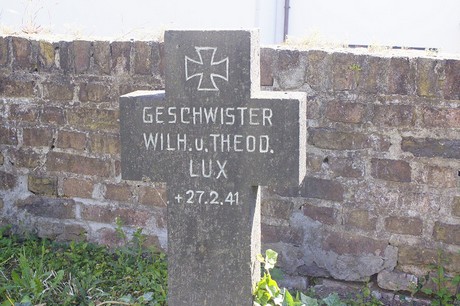 GESCHWISTER
WILH. U. THEOD.
LUX
+27.2.41